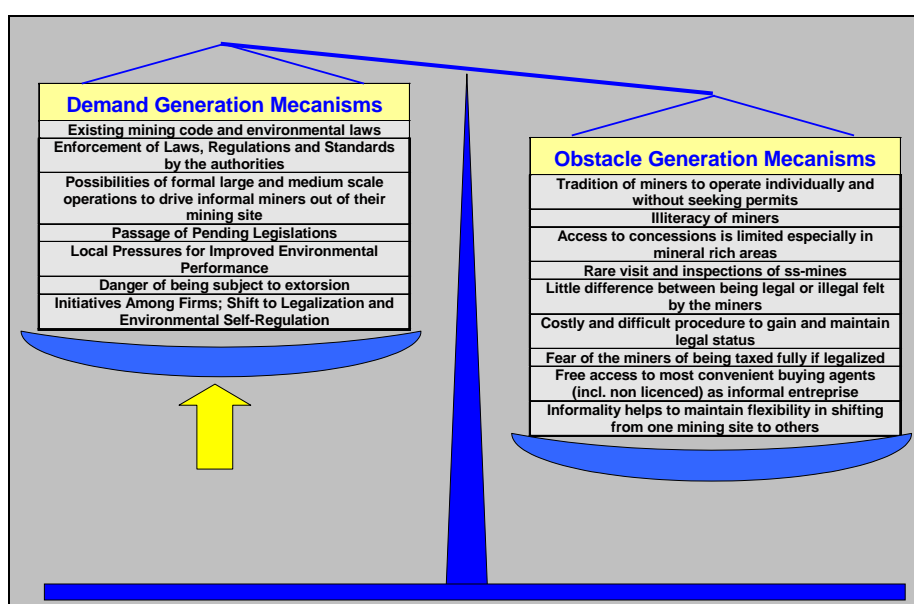 Demand Generation Mecanisms
Existing mining code and environmental laws
Enforcement of Laws, Regulations and Standards
by the authorities
Possibilities of formal large and medium scale
operations to drive informal miners out of their
mining site
Passage of Pending Legislations
Local Pressures for Improved Environmental
Performance
Danger of being subject to extorsion
Initiatives Among Firms; Shift to Legalization and
Environmental Self-Regulation
Obstacle Generation Mechanisms
Tradition of miners to operate individually and
without seeking permits
Illiteracy of miners
Access to concessions is limited especially in
mineral rich areas
Rare visit and inspections of ss-mines
Little difference between being legal or illegal felt
by the miners
Costly and difficult procedure to gain and maintain
legal status
Fear of the miners of being taxed fully if legalized
Free access to most convenient buying agents
(incl. non licenced) as informal entreprise
Informality helps to maintain flexibility in shifting
from one mining site to others